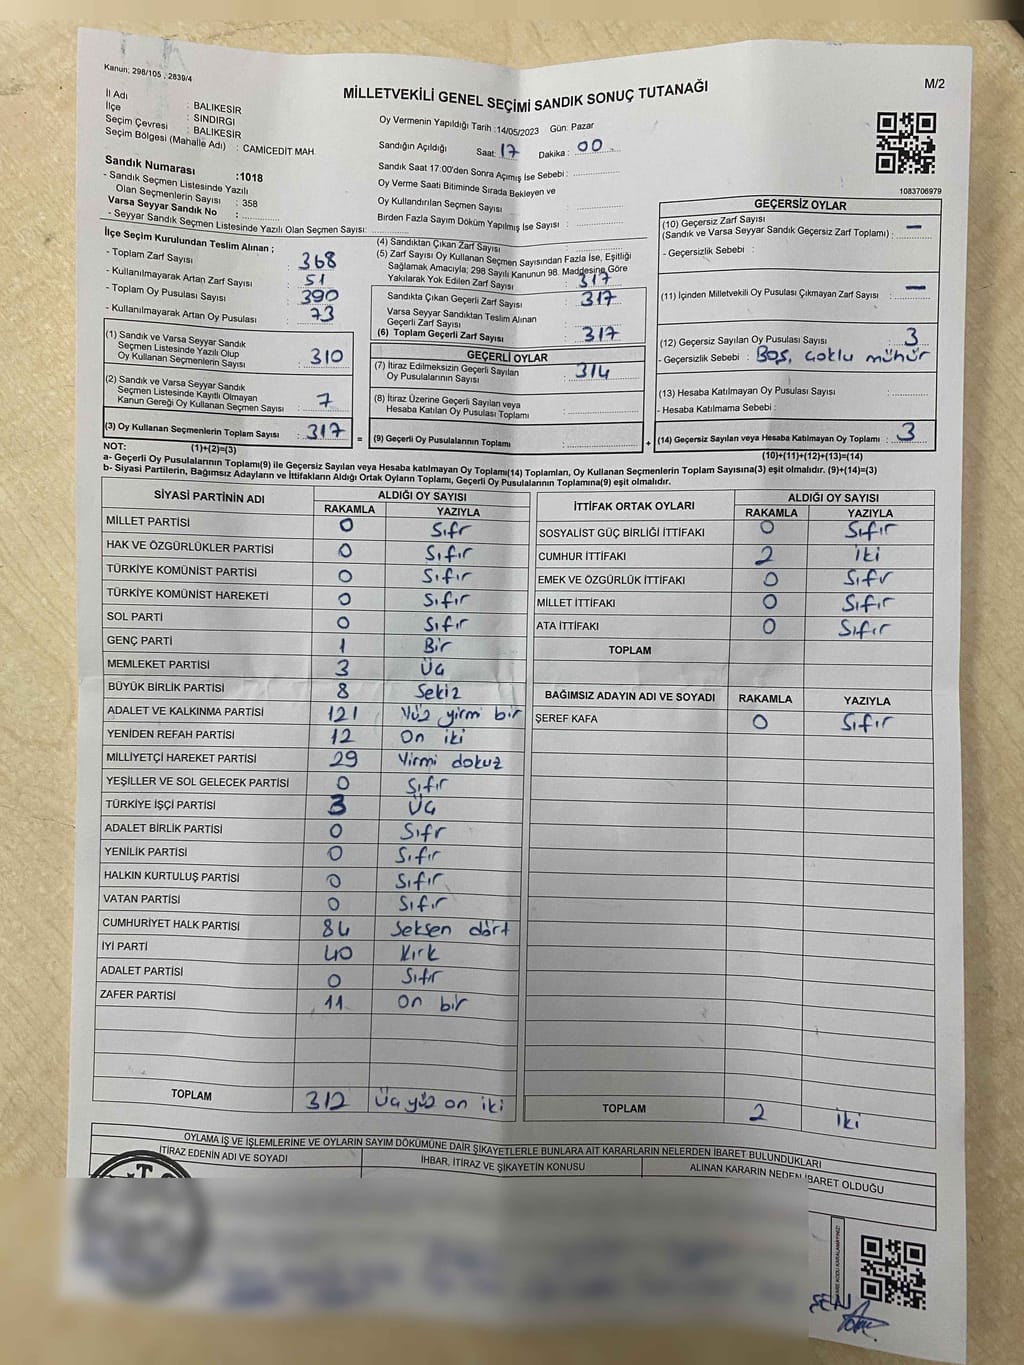 Kanun; 298/105 , 2839/4
MİLLETVEKİLİ GENEL SEÇİMİ SANDIK SONUÇ TUTANAĞI
M/2
İl Adı : BALIKESİR
İlçe : SINDIRGI
Seçim Çevresi : BALIKESİR
Seçim Bölgesi (Mahalle Adı) : CAMİCEDİT MAH.
Sandık Numarası :1018
- Sandık Seçmen Listesinde Yazılı
Olan Seçmenlerin Sayısı : 358
Varsa Seyyar Sandık No :
- Seyyar Sandık Seçmen Listesinde Yazılı Olan Seçmen Sayısı:
İlçe Seçim Kurulundan Teslim Alınan ;
- Toplam Zarf Sayısı : 368
- Kullanılmayarak Artan Zarf Sayısı : 51
- Toplam Oy Pusulası Sayısı : 390
- Kullanılmayarak Artan Oy Pusulası : 73
(1) Sandık ve Varsa Seyyar Sandık
Seçmen Listesinde Yazılı Olup
Oy Kullanan Seçmenlerin Sayısı : 310
(2) Sandık ve Varsa Seyyar Sandık
Seçmen Listesinde Kayıtlı Olmayan
Kanun Gereği Oy Kullanan Seçmen Sayısı : 7
(3) Oy Kullanan Seçmenlerin Toplam Sayısı : 317
(1)+(2)=(3)
Oy Vermenin Yapıldığı Tarih :14/05/2023 Gün: Pazar
Sandığın Açıldığı Saat: 17 Dakika : 00
Sandık Saat 17:00'den Sonra Açımış İse Sebebi :
Oy Verme Saati Bitiminde Sırada Bekleyen ve
Oy Kullandırılan Seçmen Sayısı :
Birden Fazla Sayım Döküm Yapılmış İse Sayısı :
(4) Sandıktan Çıkan Zarf Sayısı :
(5) Zarf Sayısı Oy Kullanan Seçmen Sayısından Fazla İse, Eşitliği
Sağlamak Amacıyla; 298 Sayılı Kanunun 98. Maddesine Göre
Yakılarak Yok Edilen Zarf Sayısı : 317
Sandıkta Çıkan Geçerli Zarf Sayısı : 317
Varsa Seyyar Sandıktan Teslim Alınan
Geçerli Zarf Sayısı :
(6) Toplam Geçerli Zarf Sayısı : 317
GEÇERLİ OYLAR
(7) İtiraz Edilmeksizin Geçerli Sayılan
Oy Pusulalarının Sayısı : 314
(8) İtiraz Üzerine Geçerli Sayılan veya
Hesaba Katılan Oy Pusulası Toplamı :
=
(9) Geçerli Oy Pusulalarının Toplamı :
+
1083706979
GEÇERSİZ OYLAR
(10) Geçersiz Zarf Sayısı
(Sandık ve Varsa Seyyar Sandık Geçersiz Zarf Toplamı) : —
- Geçersizlik Sebebi :
(11) İçinden Milletvekili Oy Pusulası Çıkmayan Zarf Sayısı : —
(12) Geçersiz Sayılan Oy Pusulası Sayısı : 3
- Geçersizlik Sebebi : Boş, çoklu mühür
(13) Hesaba Katılmayan Oy Pusulası Sayısı :
- Hesaba Katılmama Sebebi :
(14) Geçersiz Sayılan veya Hesaba Katılmayan Oy Toplamı : 3
(10)+(11)+(12)+(13)=(14)
NOT:
a- Geçerli Oy Pusulalarının Toplamı(9) ile Geçersiz Sayılan veya Hesaba katılmayan Oy Toplamı(14) Toplamları, Oy Kullanan Seçmenlerin Toplam Sayısına(3) eşit olmalıdır. (9)+(14)=(3)
b- Siyasi Partilerin, Bağımsız Adayların ve İttifakların Aldığı Ortak Oyların Toplamı, Geçerli Oy Pusulalarının Toplamına(9) eşit olmalıdır.
SİYASİ PARTİNİN ADI ALDIĞI OY SAYISI
RAKAMLA YAZIYLA
MİLLET PARTİSİ 0 Sıfr
HAK VE ÖZGÜRLÜKLER PARTİSİ 0 Sıfır
TÜRKİYE KOMÜNİST PARTİSİ 0 Sıfır
TÜRKİYE KOMÜNİST HAREKETİ 0 Sıfır
SOL PARTİ 0 Sıfır
GENÇ PARTİ 1 Bir
MEMLEKET PARTİSİ 3 Üç
BÜYÜK BİRLİK PARTİSİ 8 Sekiz
ADALET VE KALKINMA PARTİSİ 121 Yüz yirmi bir
YENİDEN REFAH PARTİSİ 12 On iki
MİLLİYETÇİ HAREKET PARTİSİ 29 Yirmi dokuz
YEŞİLLER VE SOL GELECEK PARTİSİ 0 Sıfır
TÜRKİYE İŞÇİ PARTİSİ 3 Üç
ADALET BİRLİK PARTİSİ 0 Sıfr
YENİLİK PARTİSİ 0 Sıfır
HALKIN KURTULUŞ PARTİSİ 0 Sıfır
VATAN PARTİSİ 0 Sıfır
CUMHURİYET HALK PARTİSİ 84 Seksen dört
İYİ PARTİ 40 Kırk
ADALET PARTİSİ 0 Sıfır
ZAFER PARTİSİ 11 On bir
TOPLAM 312 Üç yüz on iki
İTTİFAK ORTAK OYLARI ALDIĞI OY SAYISI
RAKAMLA YAZIYLA
SOSYALİST GÜÇ BİRLİĞİ İTTİFAKI 0 Sıfır
CUMHUR İTTİFAKI 2 iki
EMEK VE ÖZGÜRLÜK İTTİFAKI 0 Sıfır
MİLLET İTTİFAKI 0 Sıfır
ATA İTTİFAKI 0 Sıfır
TOPLAM
BAĞIMSIZ ADAYIN ADI VE SOYADI RAKAMLA YAZIYLA
ŞEREF KAFA 0 Sıfır
TOPLAM 2 iki
OYLAMA İŞ VE İŞLEMLERİNE VE OYLARIN SAYIM DÖKÜMÜNE DAİR ŞİKAYETLERLE BUNLARA AİT KARARLARIN NELERDEN İBARET BULUNDUKLARI
İTİRAZ EDENİN ADI VE SOYADI İHBAR, İTİRAZ VE ŞİKAYETİN KONUSU ALINAN KARARIN NEDEN İBARET OLDUĞU